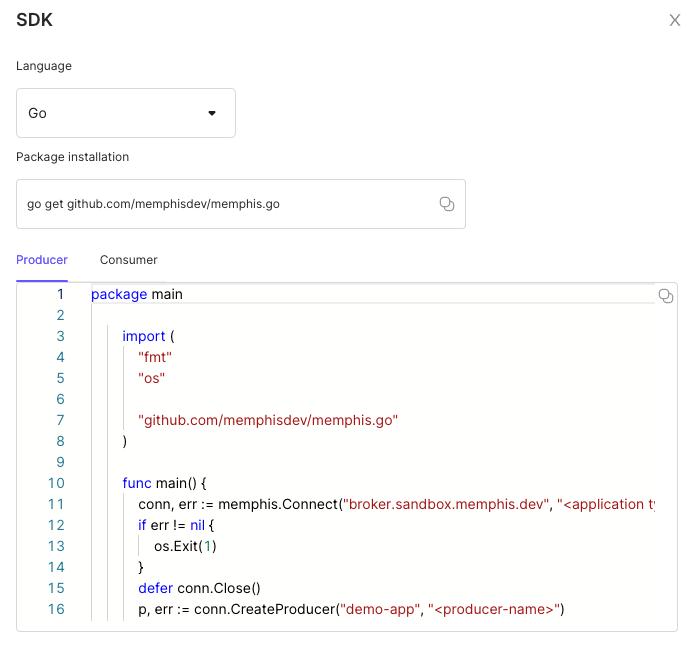 SDK
Language
Go
Package installation
go get github.com/memphisdev/memphis.go
Producer
Consumer
1 package main
2
3 import (
4 "fmt"
5 "os"
6
7 "github.com/memphisdev/memphis.go"
8 )
9
10 func main() {
11 conn, err := memphis.Connect("broker.sandbox.memphis.dev", "<application ty
12 if err != nil {
13 os.Exit(1)
14 }
15 defer conn.Close()
16 p, err := conn.CreateProducer("demo-app", "<producer-name>")